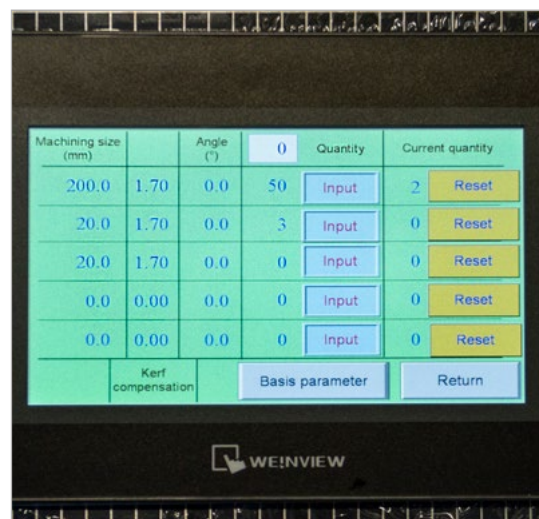 Machining size
(mm)
Angle
(°)
0
Quantity
Current quantity
200.0 1.70 0.0 50 Input 2 Reset
20.0 1.70 0.0 3 Input 0 Reset
20.0 1.70 0.0 0 Input 0 Reset
0.0 0.00 0.0 0 Input 0 Reset
0.0 0.00 0.0 0 Input 0 Reset
Kerf
compensation
Basis parameter
Return
WE!NVIEW